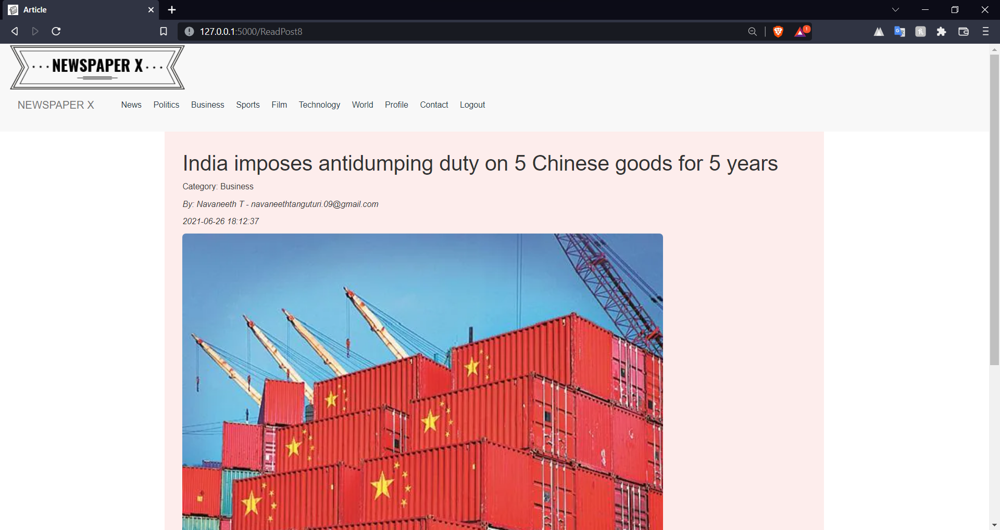 Article
127.0.0.1:5000/ReadPost8
1
NEWSPAPER X
NEWSPAPER X News Politics Business Sports Film Technology World Profile Contact Logout
India imposes antidumping duty on 5 Chinese goods for 5 years
Category: Business
By: Navaneeth T - navaneethtanguturi.09@gmail.com
2021-06-26 18:12:37